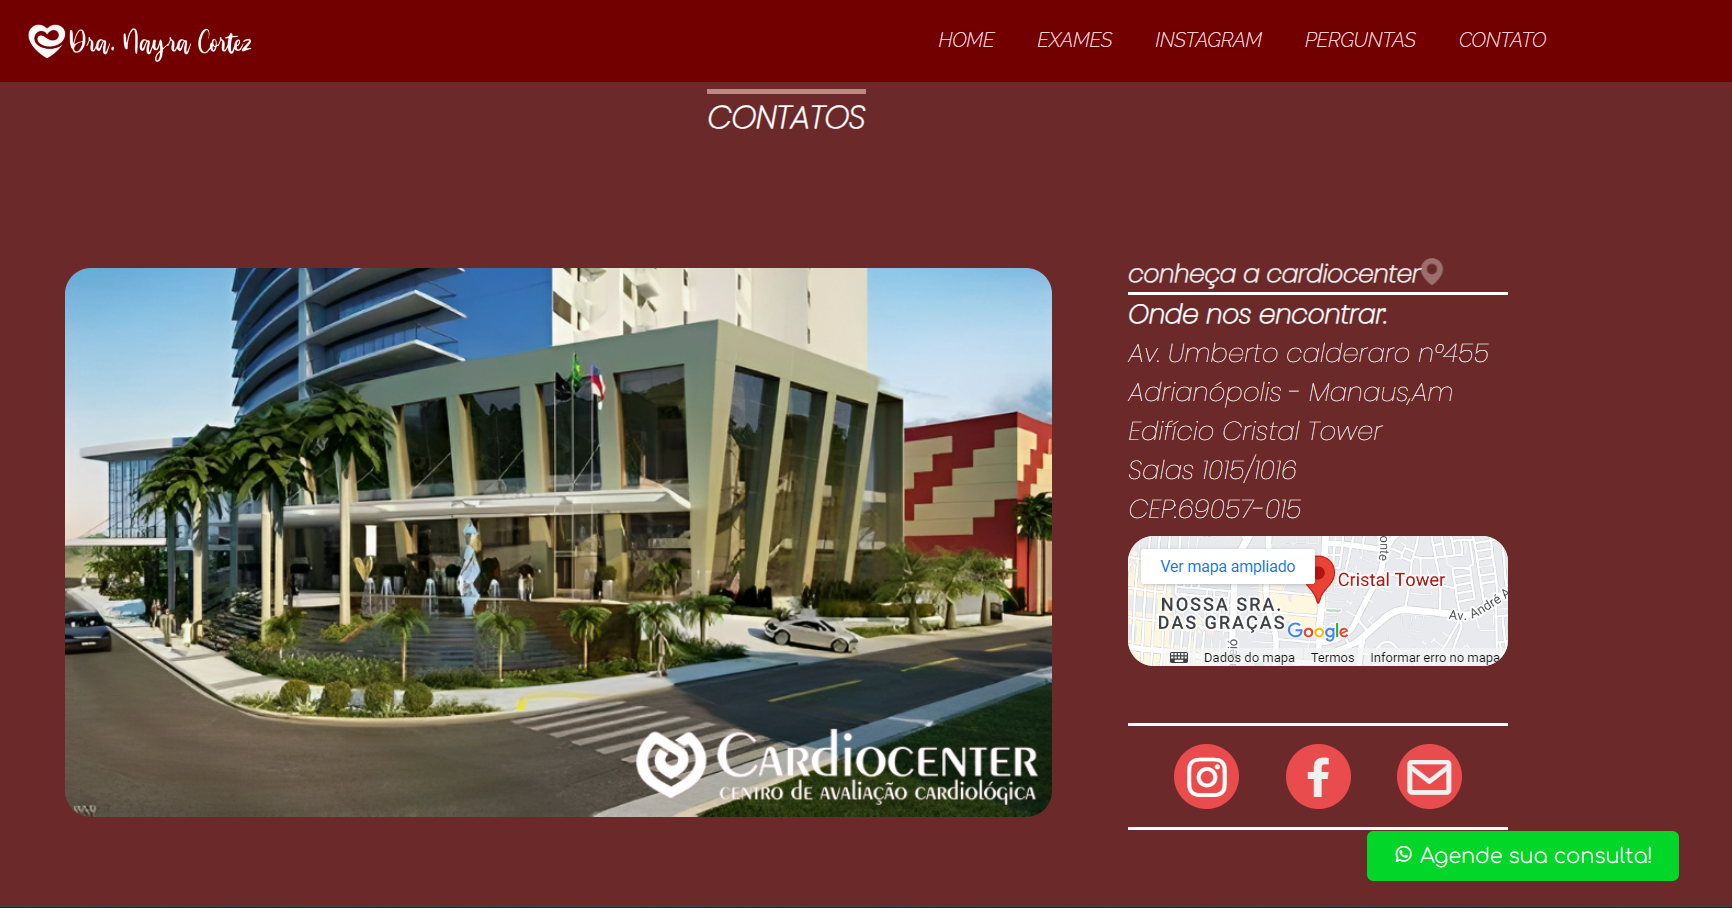 Dra. Nayra Cortez
HOME EXAMES INSTAGRAM PERGUNTAS CONTATO
CONTATOS
CARDIOCENTER
CENTRO DE AVALIAÇÃO CARDIOLÓGICA
conheça a cardiocenter
Onde nos encontrar:
Av. Umberto calderaro nº455
Adrianópolis - Manaus,Am
Edifício Cristal Tower
Salas 1015/1016
CEP:69057-015
Ver mapa ampliado
onte
Cristal Tower
NOSSA SRA.
DAS GRAÇAS
Av. André A
Google
Dados do mapa Termos Informar erro no mapa
Agende sua consulta!